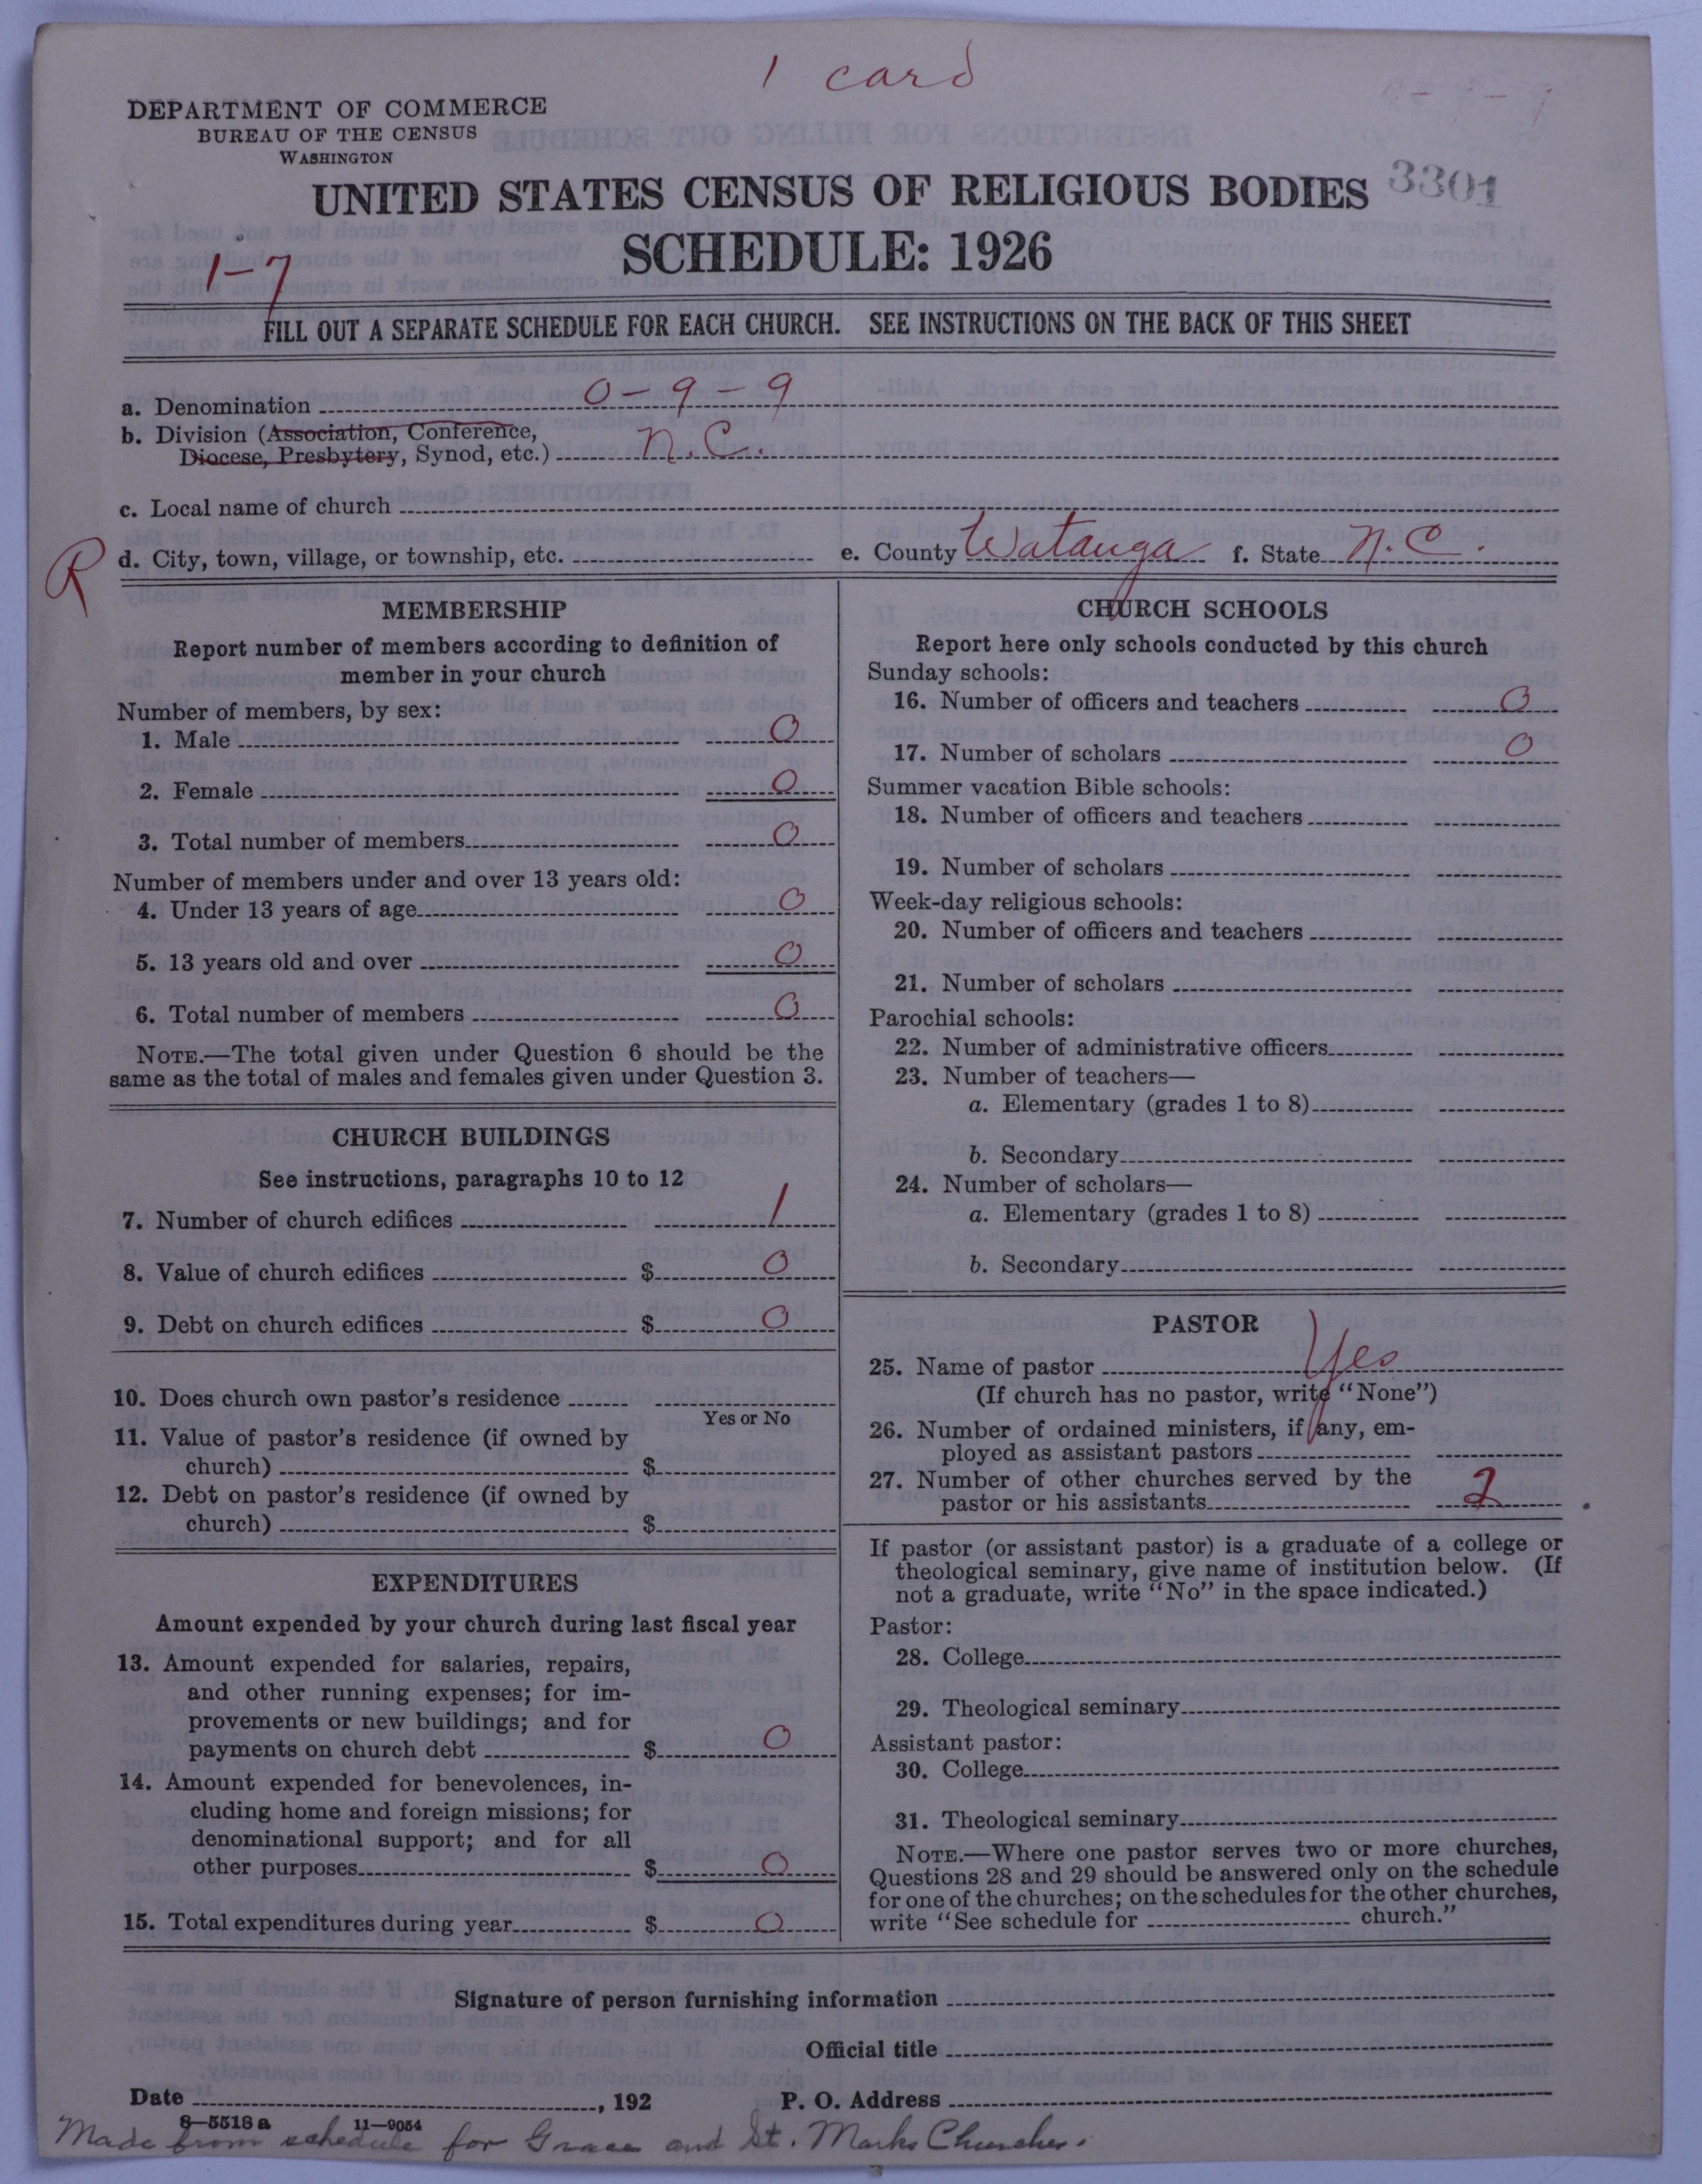 1 card
DEPARTMENT OF COMMERCE
BUREAU OF THE CENSUS
WASHINGTON
UNITED STATES CENSUS OF RELIGIOUS BODIES 3301
SCHEDULE: 1926
1-7
FILL OUT A SEPARATE SCHEDULE FOR EACH CHURCH. SEE INSTRUCTIONS ON THE BACK OF THIS SHEET
a. Denomination 0-9-9
b. Division (Association, Conference,
Diocese, Presbytery, Synod, etc.) N.C.
c. Local name of church
R d. City, town, village, or township, etc. e. County Watauga f. State N.C.
MEMBERSHIP
Report number of members according to definition of
member in your church
Number of members, by sex:
1. Male 0
2. Female 0
3. Total number of members 0
Number of members under and over 13 years old:
4. Under 13 years of age 0
5. 13 years old and over 0
6. Total number of members 0
NOTE.—The total given under Question 6 should be the
same as the total of males and females given under Question 3.
CHURCH BUILDINGS
See instructions, paragraphs 10 to 12
7. Number of church edifices 1
8. Value of church edifices $ 0
9. Debt on church edifices $ 0
10. Does church own pastor's residence
Yes or No
11. Value of pastor's residence (if owned by
church) $
12. Debt on pastor's residence (if owned by
church) $
EXPENDITURES
Amount expended by your church during last fiscal year
13. Amount expended for salaries, repairs,
and other running expenses; for im-
provements or new buildings; and for
payments on church debt $ 0
14. Amount expended for benevolences, in-
cluding home and foreign missions; for
denominational support; and for all
other purposes $ 0
15. Total expenditures during year $ 0
CHURCH SCHOOLS
Report here only schools conducted by this church
Sunday schools:
16. Number of officers and teachers 0
17. Number of scholars 0
Summer vacation Bible schools:
18. Number of officers and teachers
19. Number of scholars
Week-day religious schools:
20. Number of officers and teachers
21. Number of scholars
Parochial schools:
22. Number of administrative officers
23. Number of teachers—
a. Elementary (grades 1 to 8)
b. Secondary
24. Number of scholars—
a. Elementary (grades 1 to 8)
b. Secondary
PASTOR
25. Name of pastor Yes
(If church has no pastor, write "None")
26. Number of ordained ministers, if any, em-
ployed as assistant pastors
27. Number of other churches served by the
pastor or his assistants 2
If pastor (or assistant pastor) is a graduate of a college or
theological seminary, give name of institution below. (If
not a graduate, write "No" in the space indicated.)
Pastor:
28. College
29. Theological seminary
Assistant pastor:
30. College
31. Theological seminary
NOTE.—Where one pastor serves two or more churches,
Questions 28 and 29 should be answered only on the schedule
for one of the churches; on the schedules for the other churches,
write "See schedule for church."
Signature of person furnishing information
Official title
Date , 192 P. O. Address
8—5518 a 11—9054
Made from schedule for Grace and St. Marks Churches.